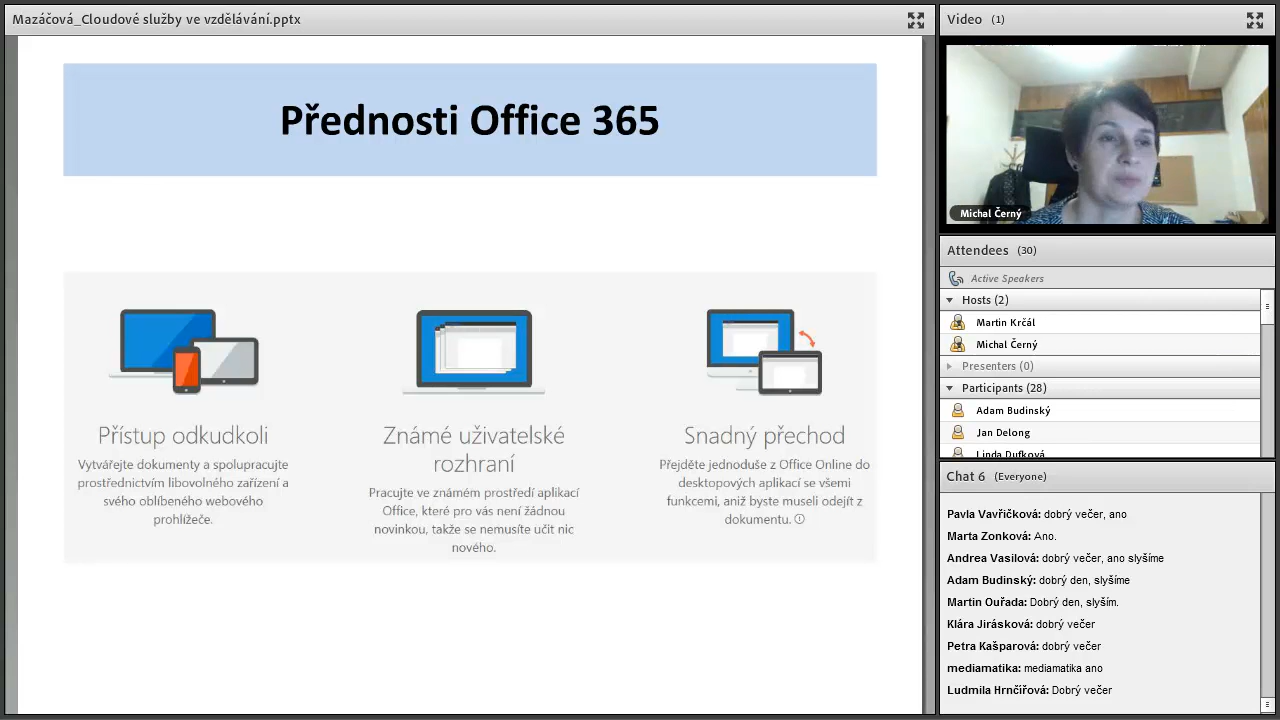 Mazáčová_Cloudové služby ve vzdělávání.pptx
Přednosti Office 365
Přístup odkudkoli
Vytvářejte dokumenty a spolupracujte
prostřednictvím libovolného zařízení a
svého oblíbeného webového
prohlížeče.
Známé uživatelské
rozhraní
Pracujte ve známém prostředí aplikací
Office, které pro vás není žádnou
novinkou, takže se nemusíte učit nic
nového.
Snadný přechod
Přejděte jednoduše z Office Online do
desktopových aplikací se všemi
funkcemi, aniž byste museli odejít z
dokumentu.
Video (1)
Michal Černý
Attendees (30)
Active Speakers
Hosts (2)
Martin Krčál
Michal Černý
Presenters (0)
Participants (28)
Adam Budinský
Jan Delong
Linda Dufková
Chat 6 (Everyone)
Pavla Vavřičková: dobrý večer, ano
Marta Zonková: Ano.
Andrea Vasilová: dobrý večer, ano slyšíme
Adam Budinský: dobrý den, slyšíme
Martin Ouřada: Dobrý den, slyším.
Klára Jirásková: dobrý večer
Petra Kašparová: dobrý večer
mediamatika: mediamatika ano
Ludmila Hrnčířová: Dobrý večer